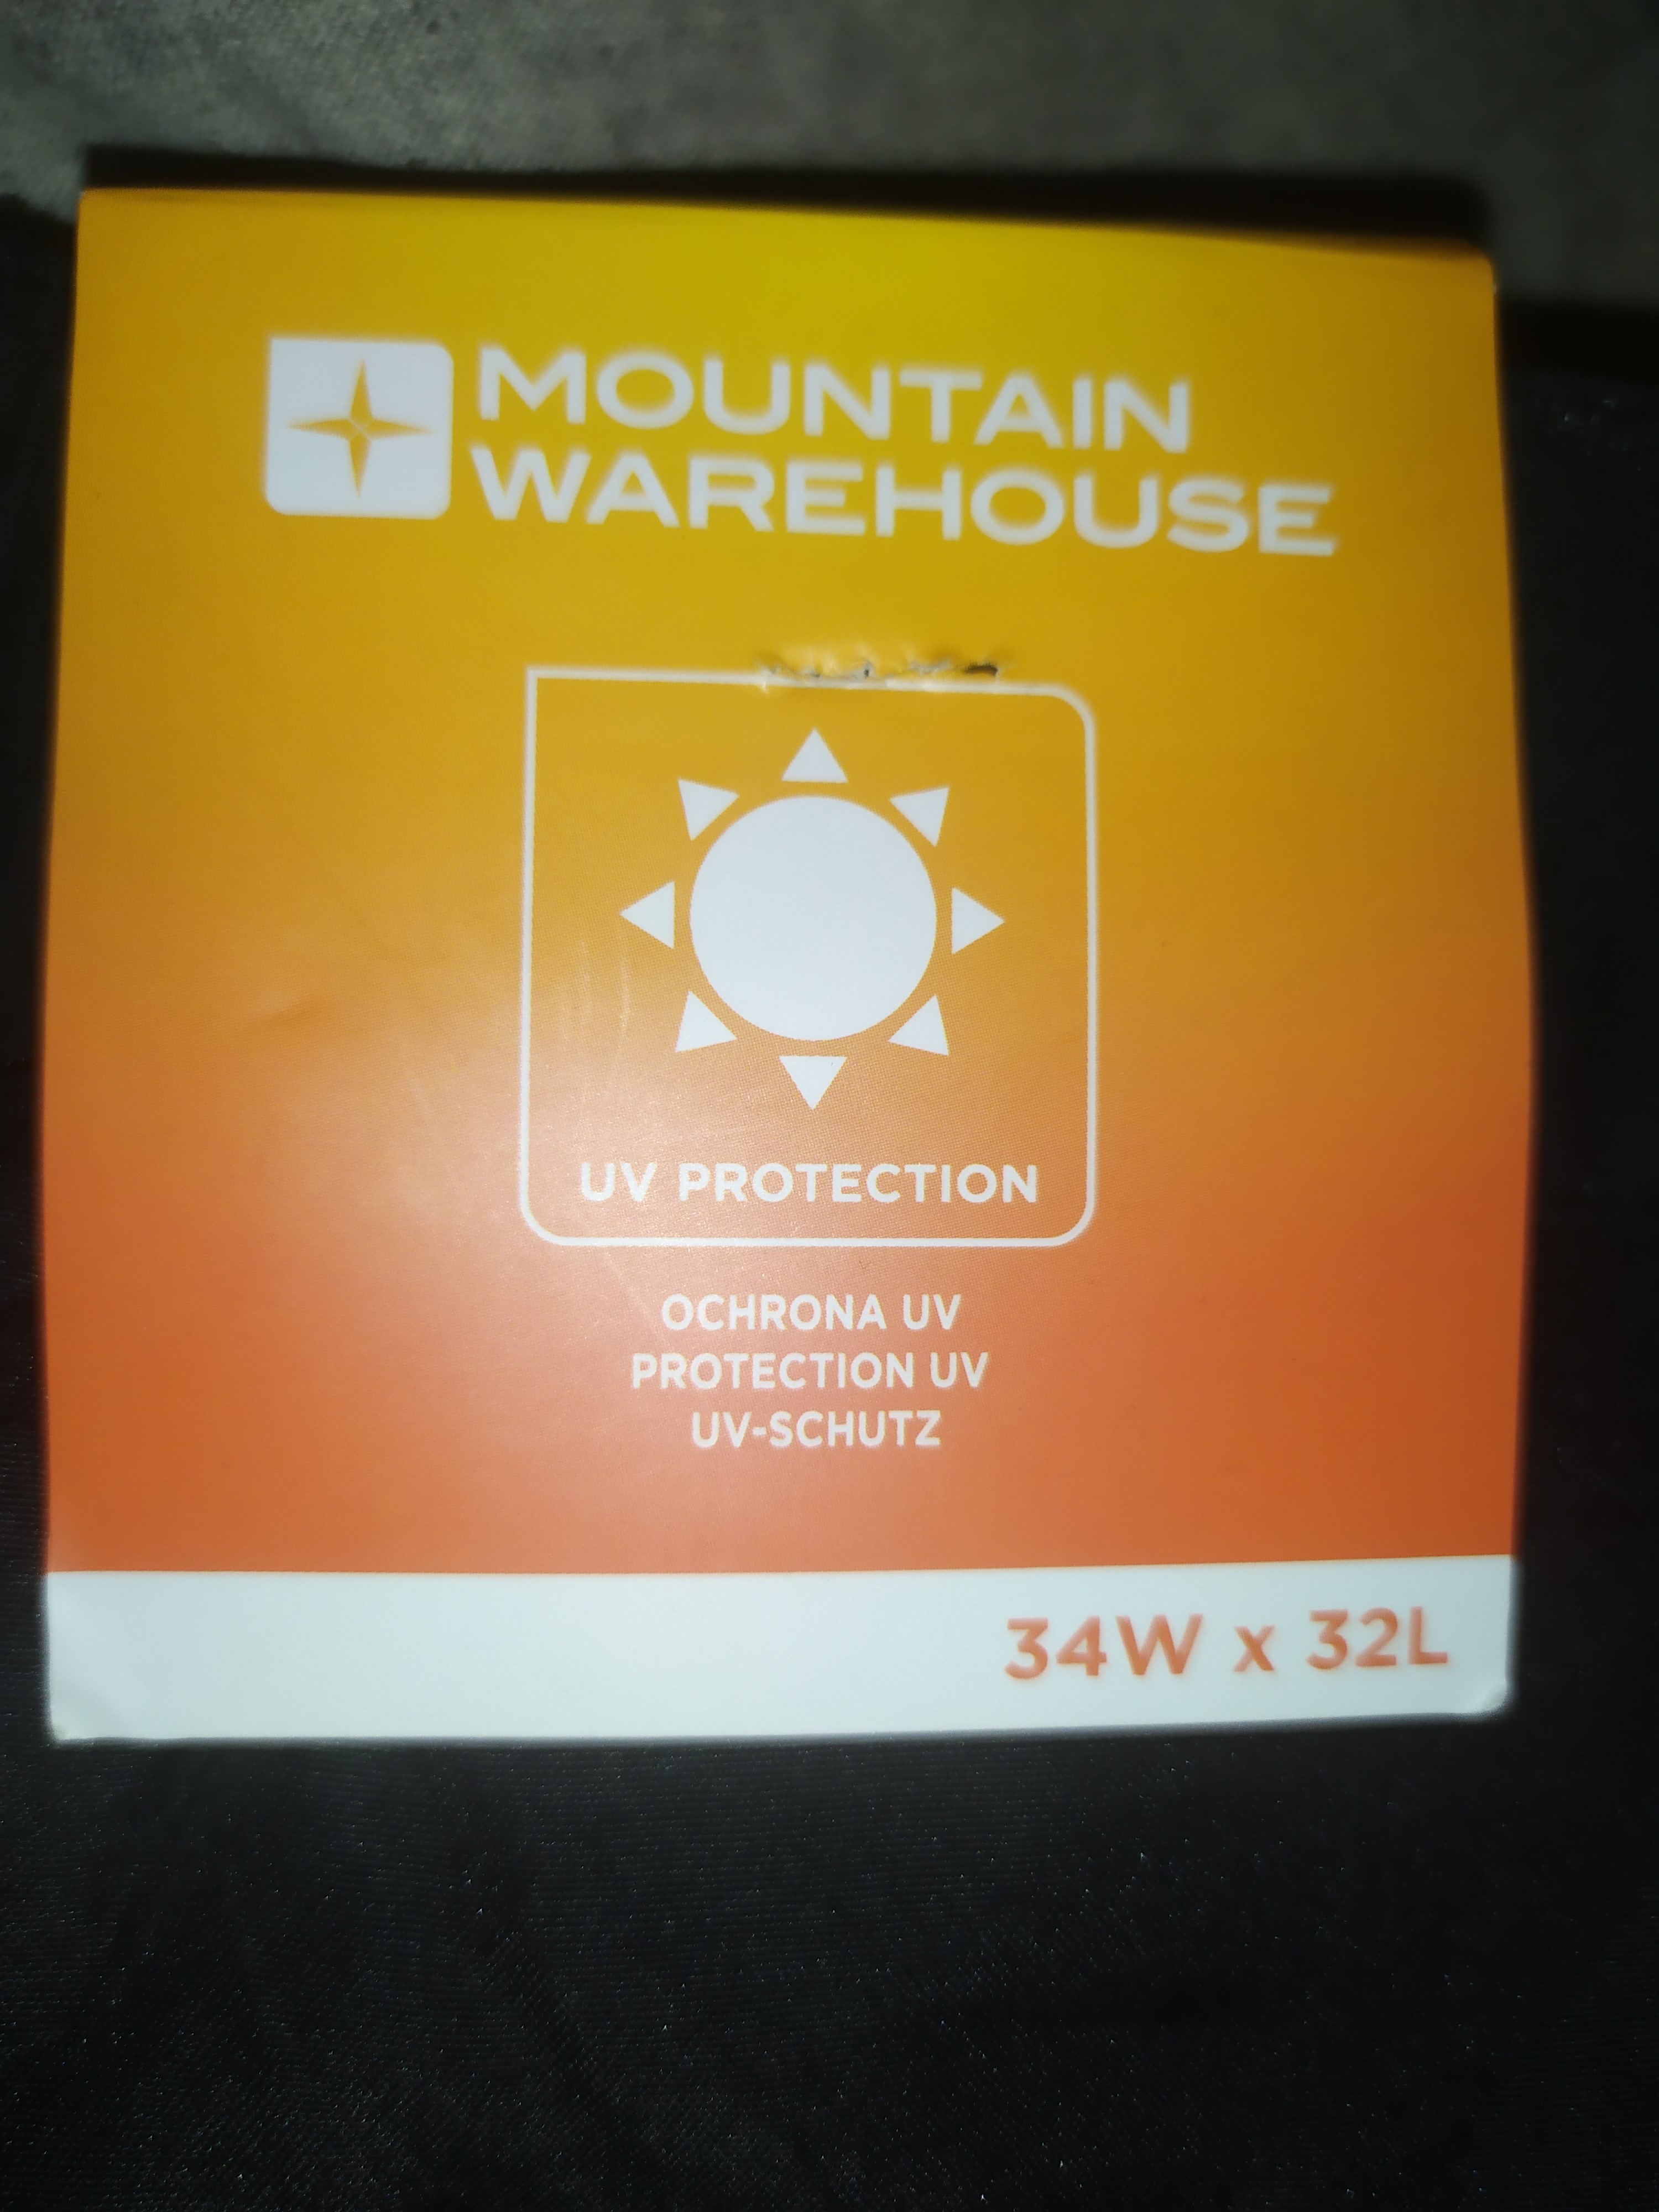 MOUNTAIN
WAREHOUSE
UV PROTECTION
OCHRONA UV
PROTECTION UV
UV-SCHUTZ
34W x 32L